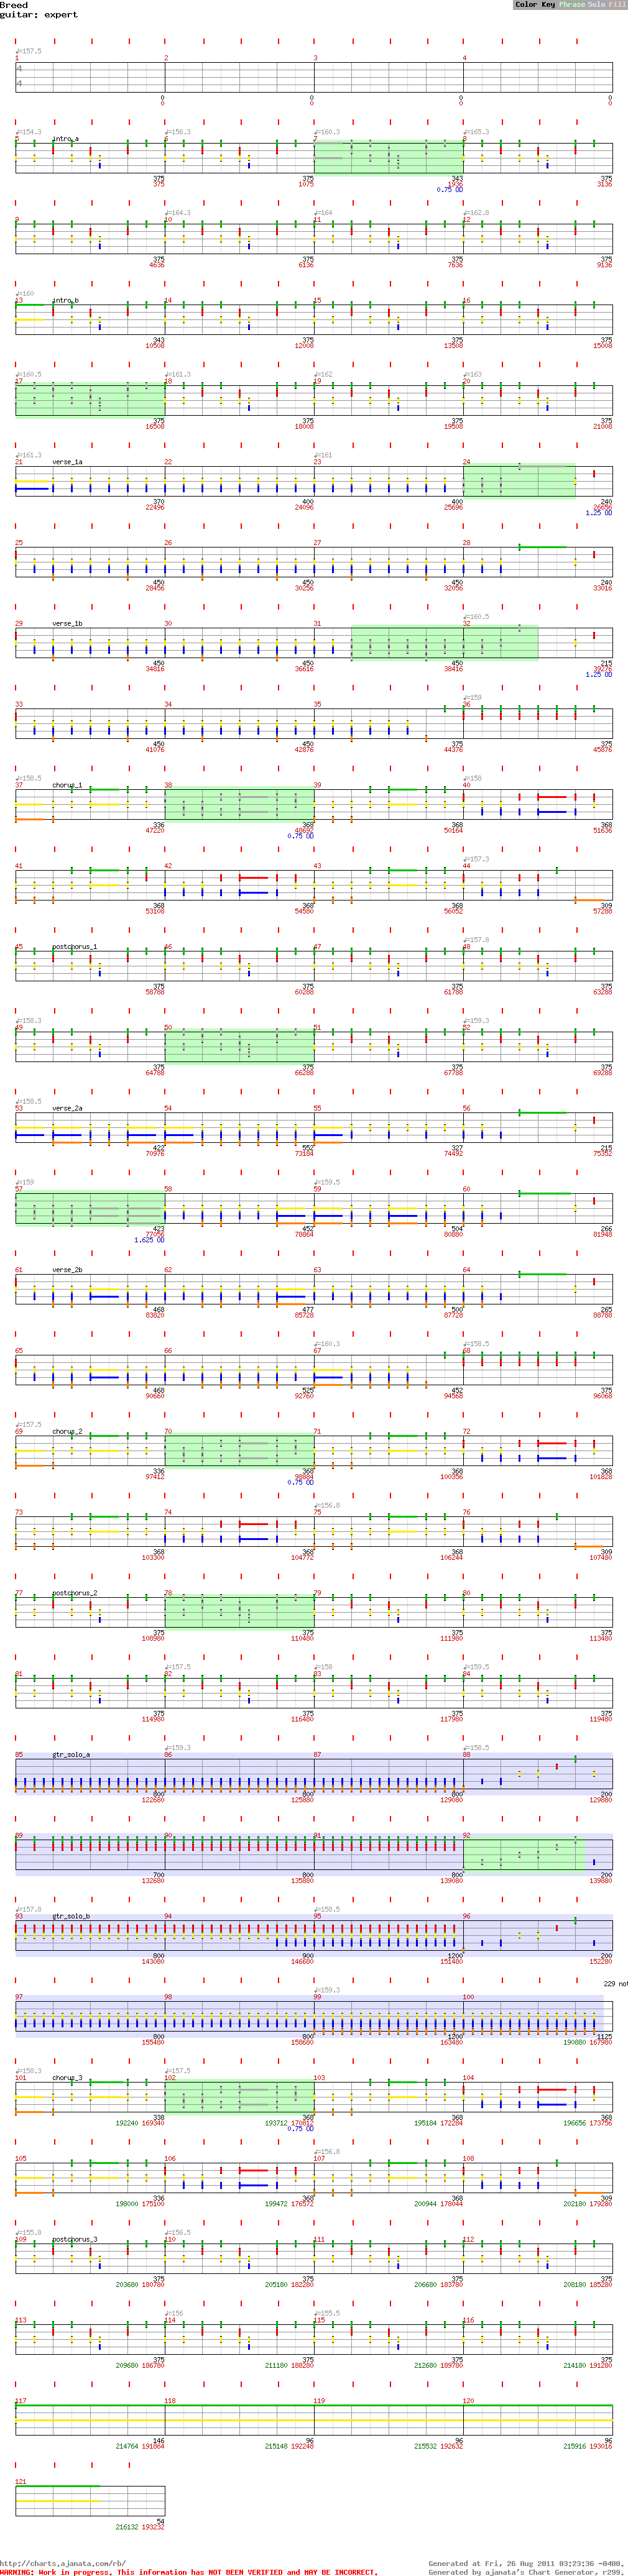 Breed
Color Key Phrase Solo Fill
guitar: expert
♩=157.5
1 2 3 4
0 0 0 0
0 0 0 0
♩=154.3 ♩=156.3 ♩=160.3 ♩=165.3
5 intro_a 6 7 8
375 375 343 375
375 1075 1936 3136
0.75 OD
♩=164.3 ♩=164 ♩=162.8
9 10 11 12
375 375 375 375
4636 6136 7636 9136
♩=160
13 intro_b 14 15 16
343 375 375 375
10508 12008 13508 15008
♩=160.5 ♩=161.3 ♩=162 ♩=163
17 18 19 20
375 375 375 375
16508 18008 19508 21008
♩=161.3 ♩=161
21 verse_1a 22 23 24
370 400 400 240
22496 24096 25696 26656
1.25 OD
25 26 27 28
450 450 450 240
28456 30256 32056 33016
♩=160.5
29 verse_1b 30 31 32
450 450 450 215
34816 36616 38416 39276
1.25 OD
♩=159
33 34 35 36
450 450 375 375
41076 42876 44376 45876
♩=158.5 ♩=158
37 chorus_1 38 39 40
336 368 368 368
47220 48692 50164 51636
0.75 OD
♩=157.3
41 42 43 44
368 368 368 309
53108 54580 56052 57288
♩=157.8
45 postchorus_1 46 47 48
375 375 375 375
58788 60288 61788 63288
♩=158.3 ♩=159.3
49 50 51 52
375 375 375 375
64788 66288 67788 69288
♩=158.5
53 verse_2a 54 55 56
422 552 327 215
70976 73184 74492 75352
♩=159 ♩=159.5
57 58 59 60
423 452 504 266
77056 78864 80880 81948
1.625 OD
61 verse_2b 62 63 64
468 477 500 265
83820 85728 87728 88788
♩=160.3 ♩=158.5
65 66 67 68
468 525 452 375
90660 92760 94568 96068
♩=157.5
69 chorus_2 70 71 72
336 368 368 368
97412 98884 100356 101828
0.75 OD
♩=156.8
73 74 75 76
368 368 368 309
103300 104772 106244 107480
77 postchorus_2 78 79 80
375 375 375 375
108980 110480 111980 113480
♩=157.5 ♩=158 ♩=159.5
81 82 83 84
375 375 375 375
114980 116480 117980 119480
♩=159.3 ♩=158.5
85 gtr_solo_a 86 87 88
800 800 800 200
122680 125880 129080 129880
89 90 91 92
700 800 800 200
132680 135880 139080 139880
♩=157.8 ♩=158.5
93 gtr_solo_b 94 95 96
800 900 1200 200
143080 146680 151480 152280
229 not
♩=159.3
97 98 99 100
800 800 1200 1125
155480 158680 163480 190880 167980
♩=158.3 ♩=157.5
101 chorus_3 102 103 104
338 368 368 368
192240 169340 193712 170812 195184 172284 196656 173756
0.75 OD
♩=156.8
105 106 107 108
336 368 368 309
198000 175100 199472 176572 200944 178044 202180 179280
♩=155.8 ♩=156.5
109 postchorus_3 110 111 112
375 375 375 375
203680 180780 205180 182280 206680 183780 208180 185280
♩=156 ♩=155.5
113 114 115 116
375 375 375 375
209680 186780 211180 188280 212680 189780 214180 191280
117 118 119 120
146 96 96 96
214764 191864 215148 192248 215532 192632 215916 193016
121
54
216132 193232
http://charts.ajanata.com/rb/
Generated at Fri, 26 Aug 2011 03:23:36 -0400.
WARNING: Work in progress. This information has NOT BEEN VERIFIED and MAY BE INCORRECT.
Generated by ajanata's Chart Generator, r299.